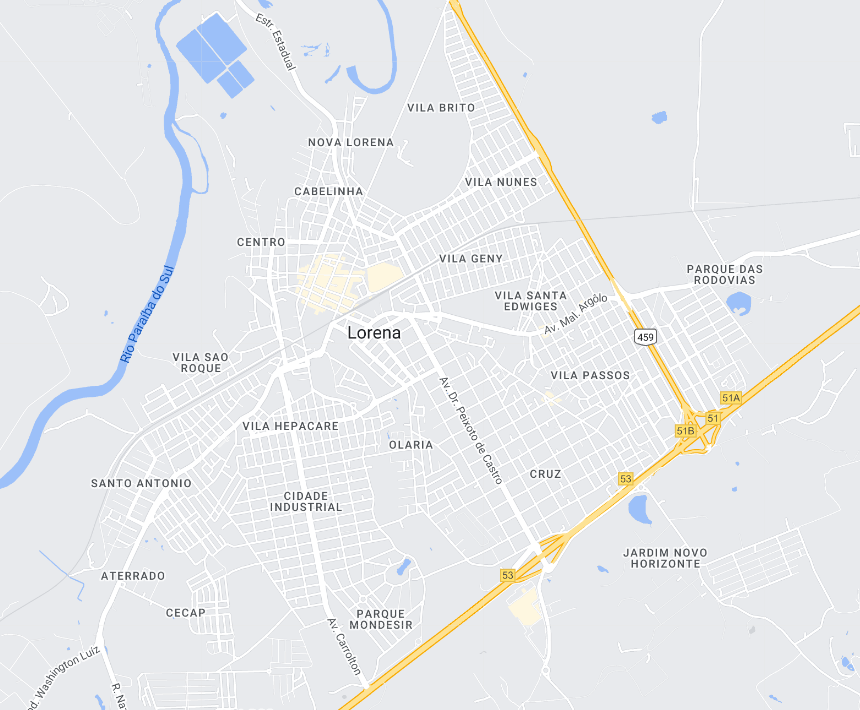 Estr. Estadual
VILA BRITO
NOVA LORENA
VILA NUNES
CABELINHA
CENTRO
VILA GENY
PARQUE DAS
RODOVIAS
Rio Paraíba do Sul
VILA SANTA
EDWIGES
Av. Mal. Argôlo
Lorena
459
VILA SAO
ROQUE
VILA PASSOS
Av. Dr. Peixoto de Castro
51A
51
51B
VILA HEPACARE
OLARIA
CRUZ
53
SANTO ANTONIO
CIDADE
INDUSTRIAL
JARDIM NOVO
HORIZONTE
53
ATERRADO
CECAP
PARQUE
MONDESIR
Av. Carrolton
d. Washington Luiz
R. Na